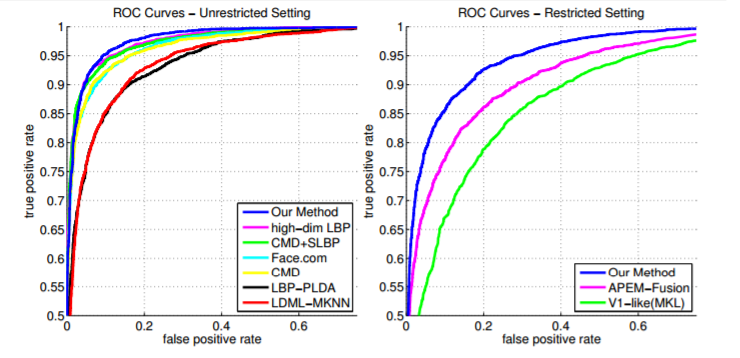 ROC Curves – Unrestricted Setting
1
0.95
0.9
0.85
0.8
0.75
0.7
0.65
0.6
0.55
0.5
true positive rate
0
0.2
0.4
0.6
false positive rate
Our Method
high-dim LBP
CMD+SLBP
Face.com
CMD
LBP–PLDA
LDML–MKNN
ROC Curves – Restricted Setting
1
0.95
0.9
0.85
0.8
0.75
0.7
0.65
0.6
0.55
0.5
true positive rate
0
0.2
0.4
0.6
false positive rate
Our Method
APEM–Fusion
V1–like(MKL)